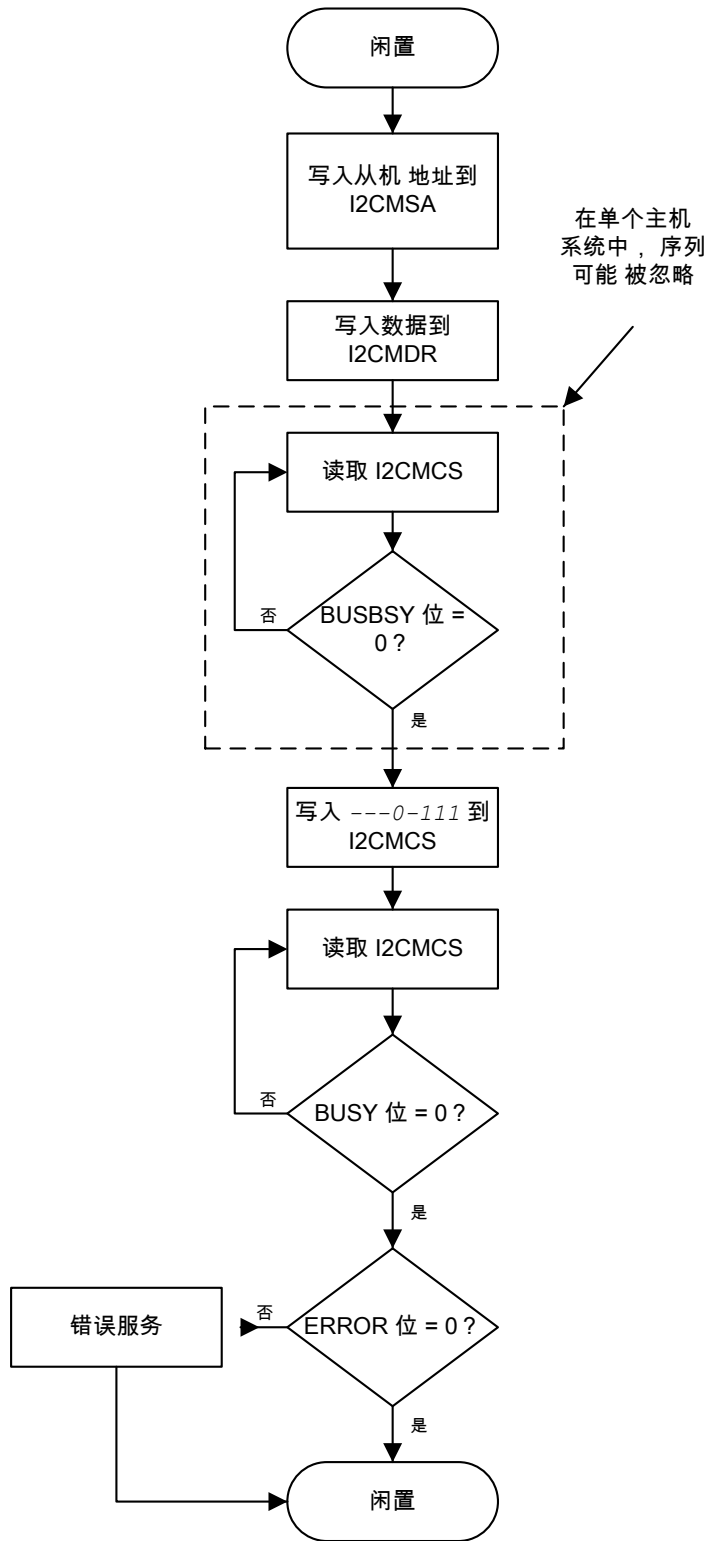 闲置
写入从机 地址到
I2CMSA
在单个主机
系统中，序列
可能 被忽略
写入数据到
I2CMDR
读取 I2CMCS
否
BUSBSY 位 =
0？
是
写入 ---0-111 到
I2CMCS
读取 I2CMCS
否
BUSY 位 = 0？
是
错误服务
否
ERROR 位 = 0？
是
闲置